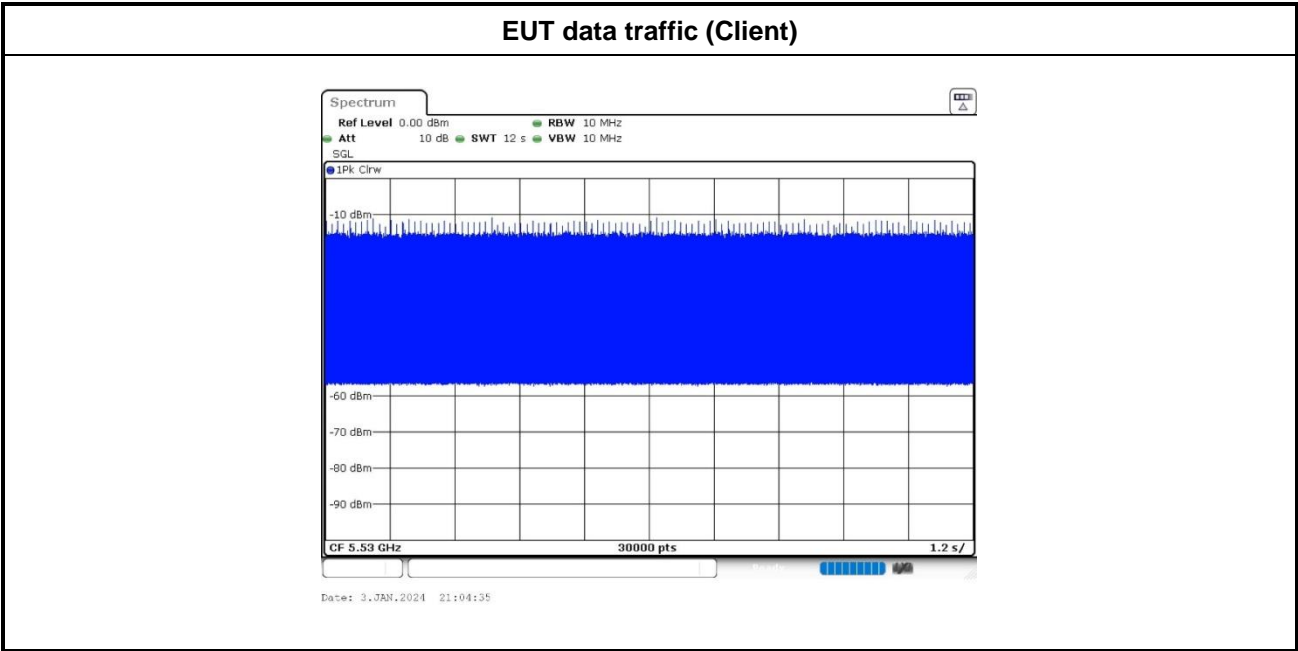 EUT data traffic (Client)
Spectrum
Ref Level 0.00 dBm RBW 10 MHz
Att 10 dB SWT 12 s VBW 10 MHz
SGL
1Pk Clrw
-10 dBm
-60 dBm
-70 dBm
-80 dBm
-90 dBm
CF 5.53 GHz 30000 pts 1.2 s/
Date: 3.JAN.2024 21:04:35